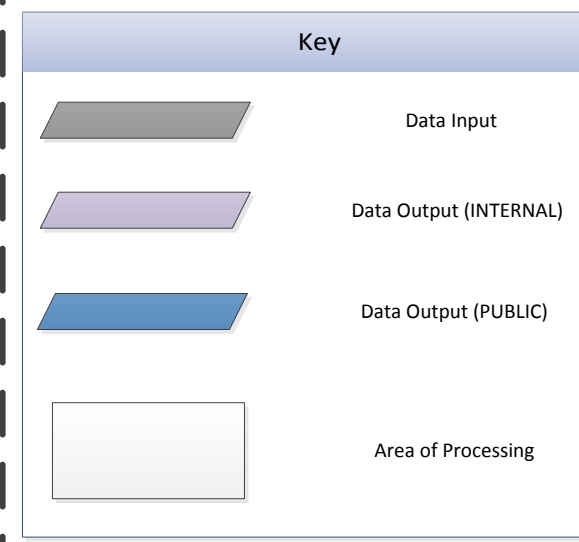 Key
Data Input
Data Output (INTERNAL)
Data Output (PUBLIC)
Area of Processing